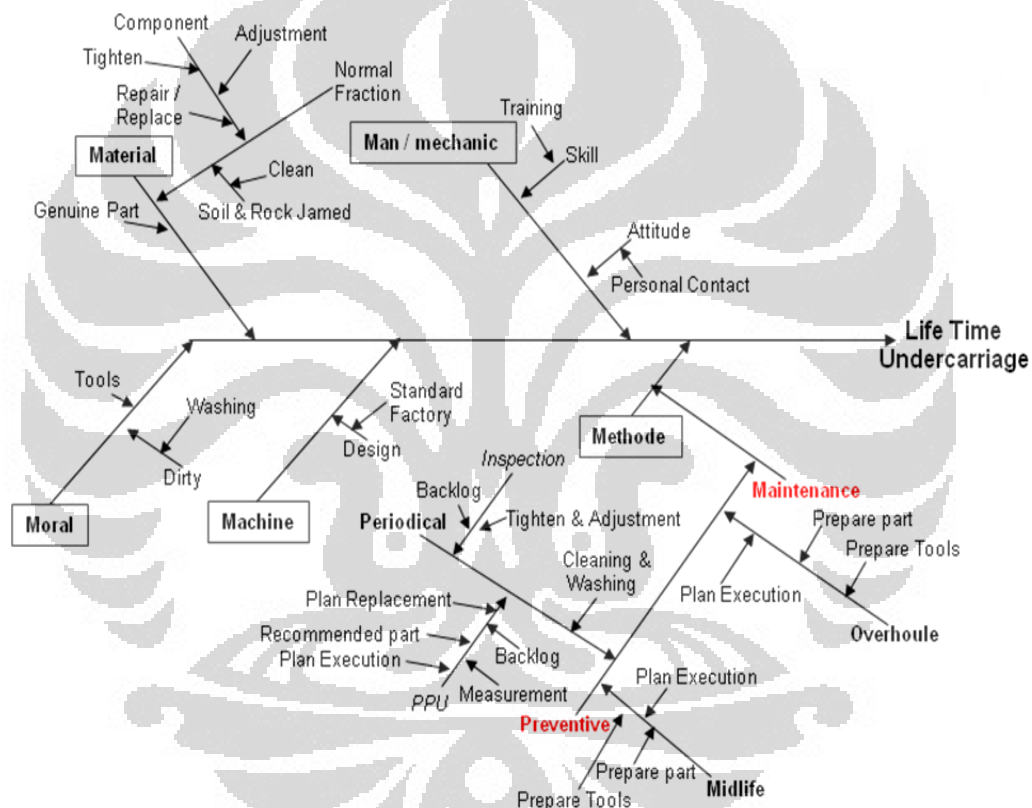 Component
Adjustment
Tighten
Normal
Fraction
Repair /
Replace
Training
Man / mechanic
Material
Skill
Clean
Genuine Part
Soil & Rock Jamed
Attitude
Personal Contact
Life Time
Undercarriage
Tools
Washing
Standard
Factory
Dirty
Design
Methode
Inspection
Moral
Machine
Backlog
Maintenance
Periodical
Tighten & Adjustment
Prepare part
Prepare Tools
Cleaning &
Washing
Plan Execution
Plan Replacement
Recommended part
Overhoule
Backlog
Plan Execution
Plan Execution
Measurement
PPU
Preventive
Prepare part
Midlife
Prepare Tools